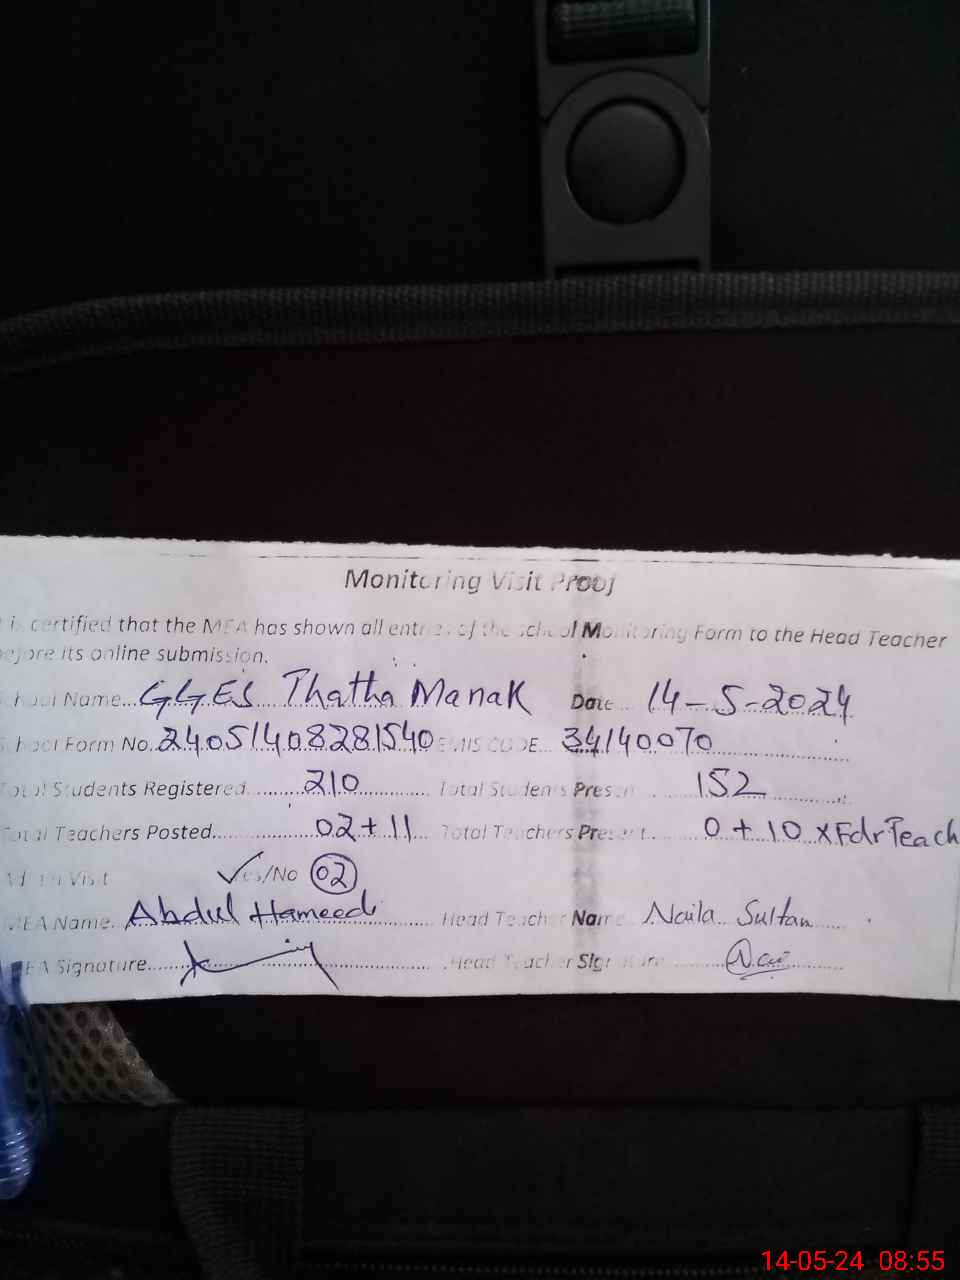 Monitoring Visit Proof
is certified that the MEA has shown all entries of the school Monitoring Form to the Head Teacher
before its online submission.
School Name... GGES Thatha Manak Date... 14-5-2024
School Form No. 240514082281540 EMIS CODE... 34140070
Total Students Registered... 210 Total Students Present... 152
Total Teachers Posted... 02+11 Total Teachers Present... 0+10 x Fdr Teach
Admin Visit Yes/No 02
MEA Name... Abdul Hameed Head Teacher Name... Naila Sultan
MEA Signature... Head Teacher Signature...
14-05-24 08:55